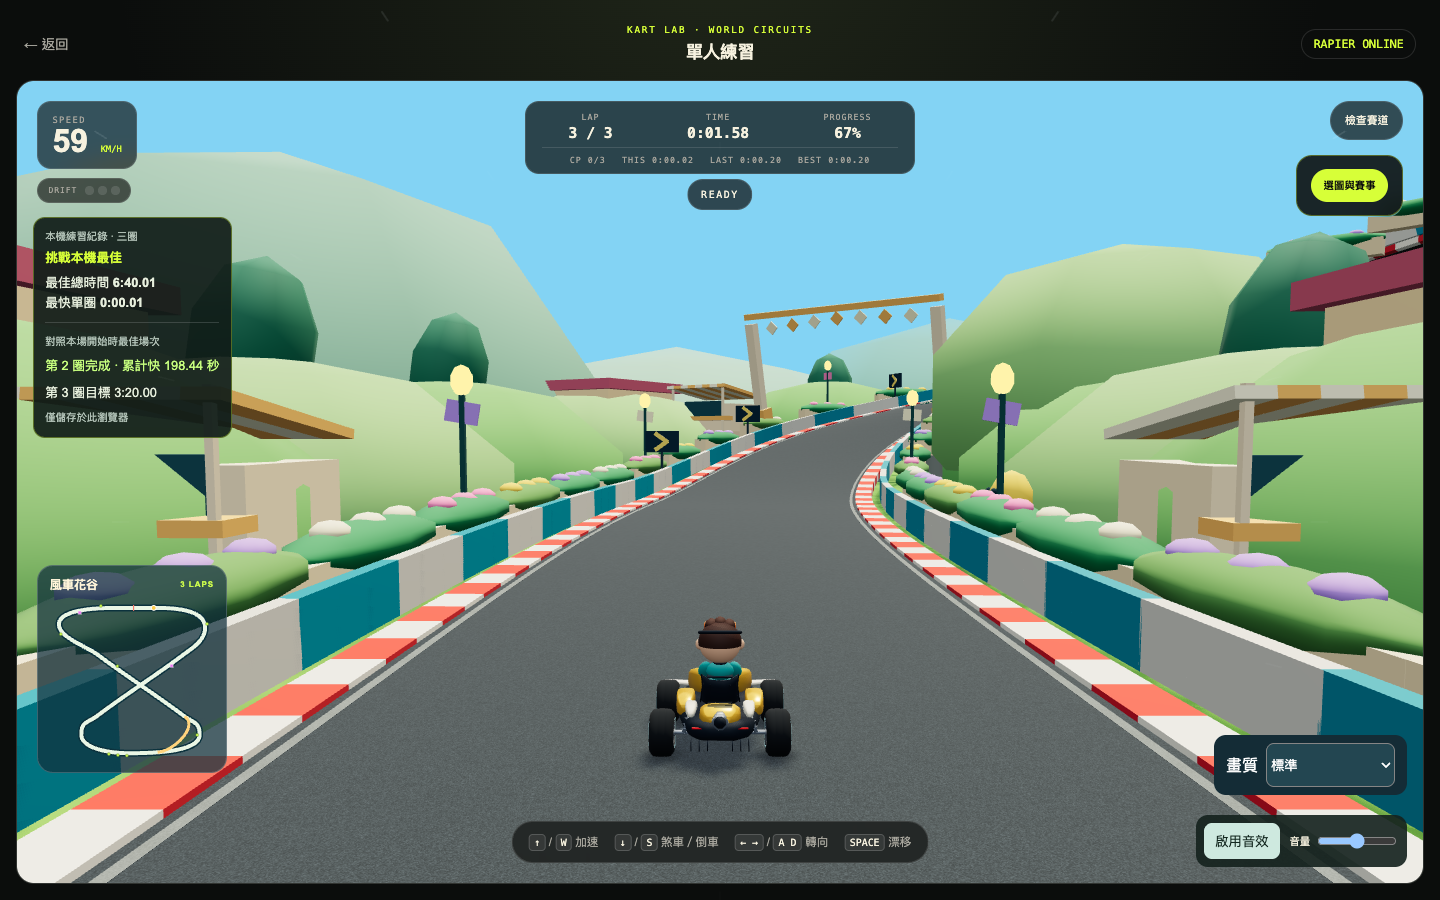 ← 返回
KART LAB · WORLD CIRCUITS
單人練習
RAPIER ONLINE
SPEED
59 KM/H
DRIFT
LAP TIME PROGRESS
3 / 3 0:01.58 67%
CP 0/3 THIS 0:00.02 LAST 0:00.20 BEST 0:00.20
READY
檢查賽道
選圖與賽事
本機練習紀錄 · 三圈
挑戰本機最佳
最佳總時間 6:40.01
最快單圈 0:00.01
對照本場開始時最佳場次
第 2 圈完成 · 累計快 198.44 秒
第 3 圈目標 3:20.00
僅儲存於此瀏覽器
風車花谷 3 LAPS
畫質 標準
↑ / W 加速 ↓ / S 煞車 / 倒車 ← → / A D 轉向 SPACE 漂移
啟用音效 音量